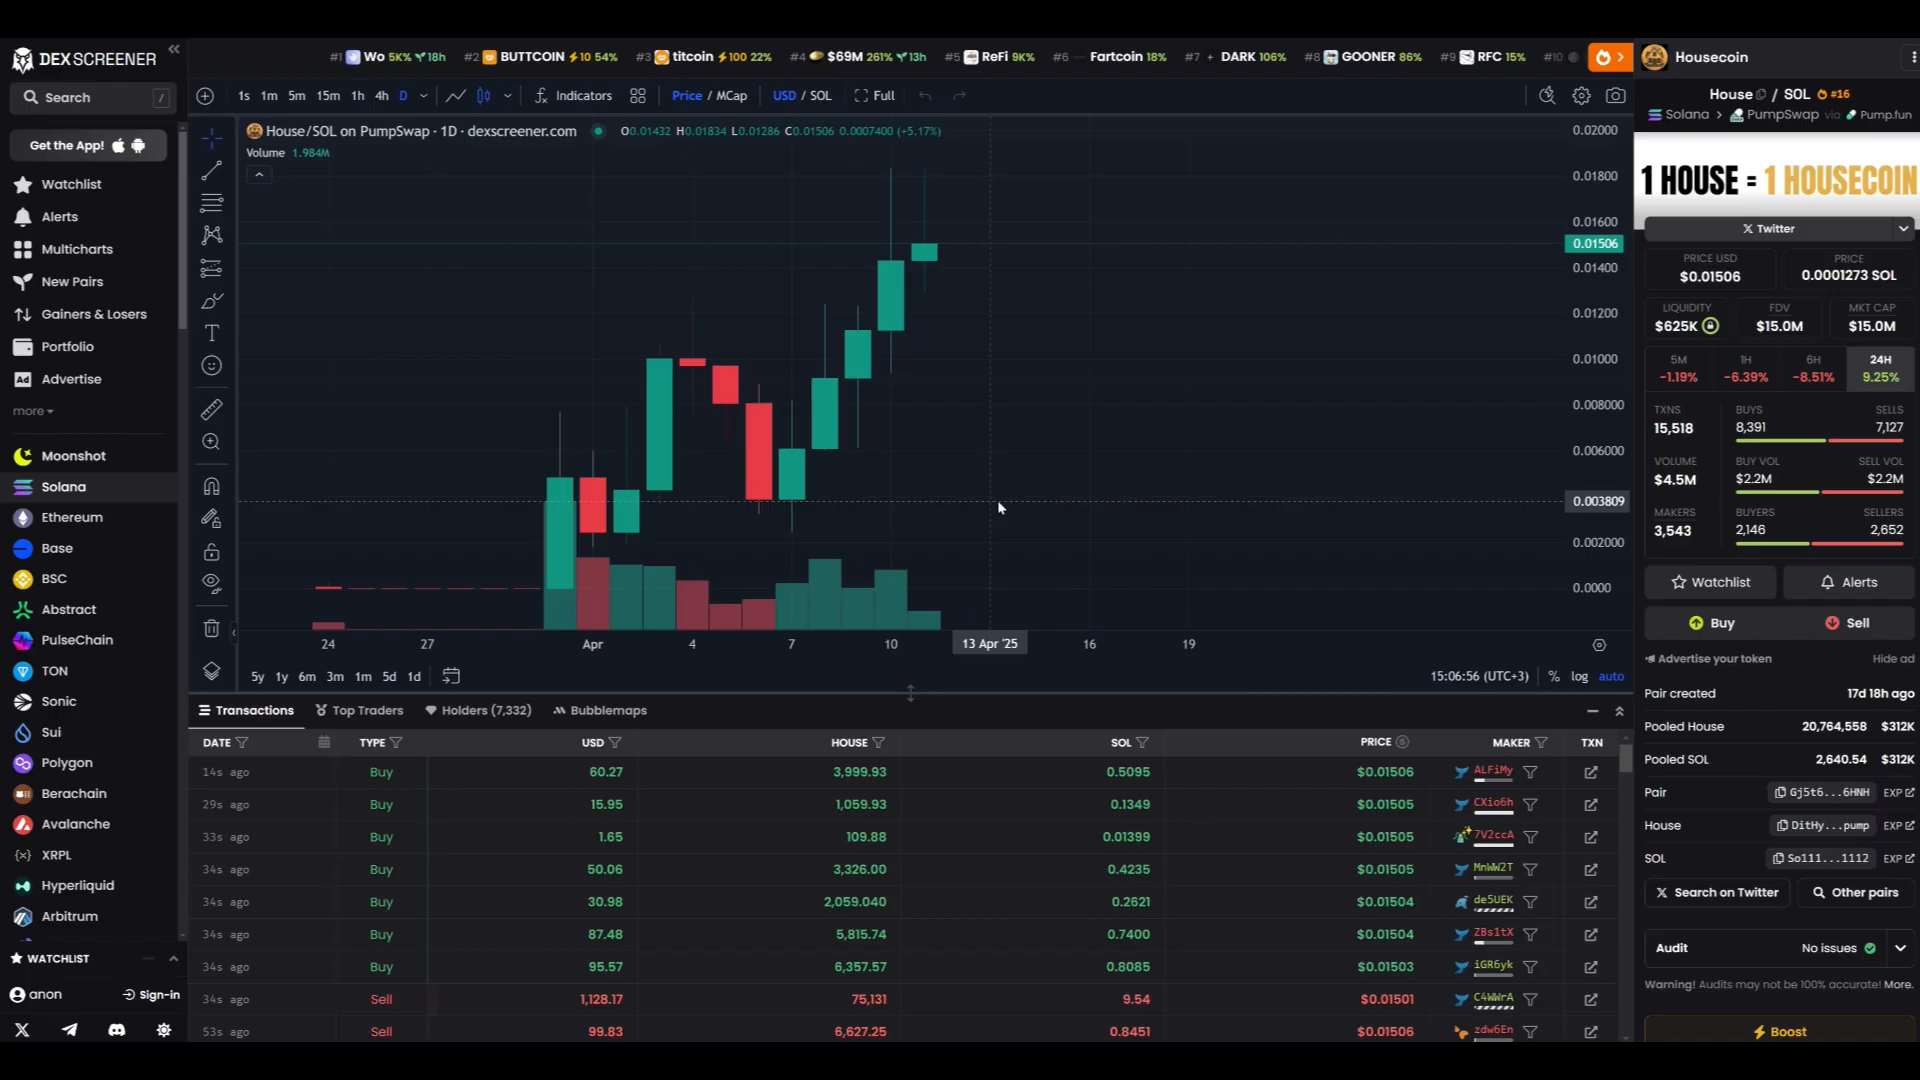 DEX SCREENER
Search /
Get the App!
Watchlist
Alerts
Multicharts
New Pairs
Gainers & Losers
Portfolio
Ad Advertise
more
Moonshot
Solana
Ethereum
Base
BSC
Abstract
PulseChain
TON
Sonic
Sui
Polygon
Berachain
Avalanche
XRPL
Hyperliquid
Arbitrum
WATCHLIST
anon Sign-in
#1 Wo 5K% 18h #2 BUTTCOIN 10 54% #3 titcoin 100 22% #4 $69M 261% 13h #5 ReFi 9K% #6 Fartcoin 18% #7 DARK 106% #8 GOONER 86% #9 RFC 15% #10
1s 1m 5m 15m 1h 4h D Indicators Price / MCap USD / SOL Full
House/SOL on PumpSwap · 1D · dexscreener.com O0.01432 H0.01834 L0.01286 C0.01506 0.0007400 (+5.17%)
Volume 1.984M
0.02000
0.01800
0.01600
0.01506
0.01400
0.01200
0.01000
0.008000
0.006000
0.003809
0.002000
0.0000
24 27 Apr 4 7 10 13 Apr '25 16 19
5y 1y 6m 3m 1m 5d 1d 15:06:56 (UTC+3) % log auto
Transactions Top Traders Holders (7,332) Bubblemaps
DATE TYPE USD HOUSE SOL PRICE MAKER TXN
14s ago Buy 60.27 3,999.93 0.5095 $0.01506 ALFiMy
29s ago Buy 15.95 1,059.93 0.1349 $0.01505 CXio6h
33s ago Buy 1.65 109.88 0.01399 $0.01505 7V2ccA
34s ago Buy 50.06 3,326.00 0.4235 $0.01505 MnWW2T
34s ago Buy 30.98 2,059.040 0.2621 $0.01504 de5UEK
34s ago Buy 87.48 5,815.74 0.7400 $0.01504 ZBs1tX
34s ago Buy 95.57 6,357.57 0.8085 $0.01503 iGR6yk
34s ago Sell 1,128.17 75,131 9.54 $0.01501 C4WWrA
53s ago Sell 99.83 6,627.25 0.8451 $0.01506 zdw6En
Housecoin
House / SOL #16
Solana > PumpSwap via Pump.fun
1 HOUSE = 1 HOUSECOIN
Twitter
PRICE USD PRICE
$0.01506 0.0001273 SOL
LIQUIDITY FDV MKT CAP
$625K $15.0M $15.0M
5M 1H 6H 24H
-1.19% -6.39% -8.51% 9.25%
TXNS BUYS SELLS
15,518 8,391 7,127
VOLUME BUY VOL SELL VOL
$4.5M $2.2M $2.2M
MAKERS BUYERS SELLERS
3,543 2,146 2,652
Watchlist Alerts
Buy Sell
Advertise your token Hide ad
Pair created 17d 18h ago
Pooled House 20,764,558 $312K
Pooled SOL 2,640.54 $312K
Pair Gj5t6...6HNH EXP
House DitHy...pump EXP
SOL So111...1112 EXP
Search on Twitter Other pairs
Audit No issues
Warning! Audits may not be 100% accurate! More.
Boost